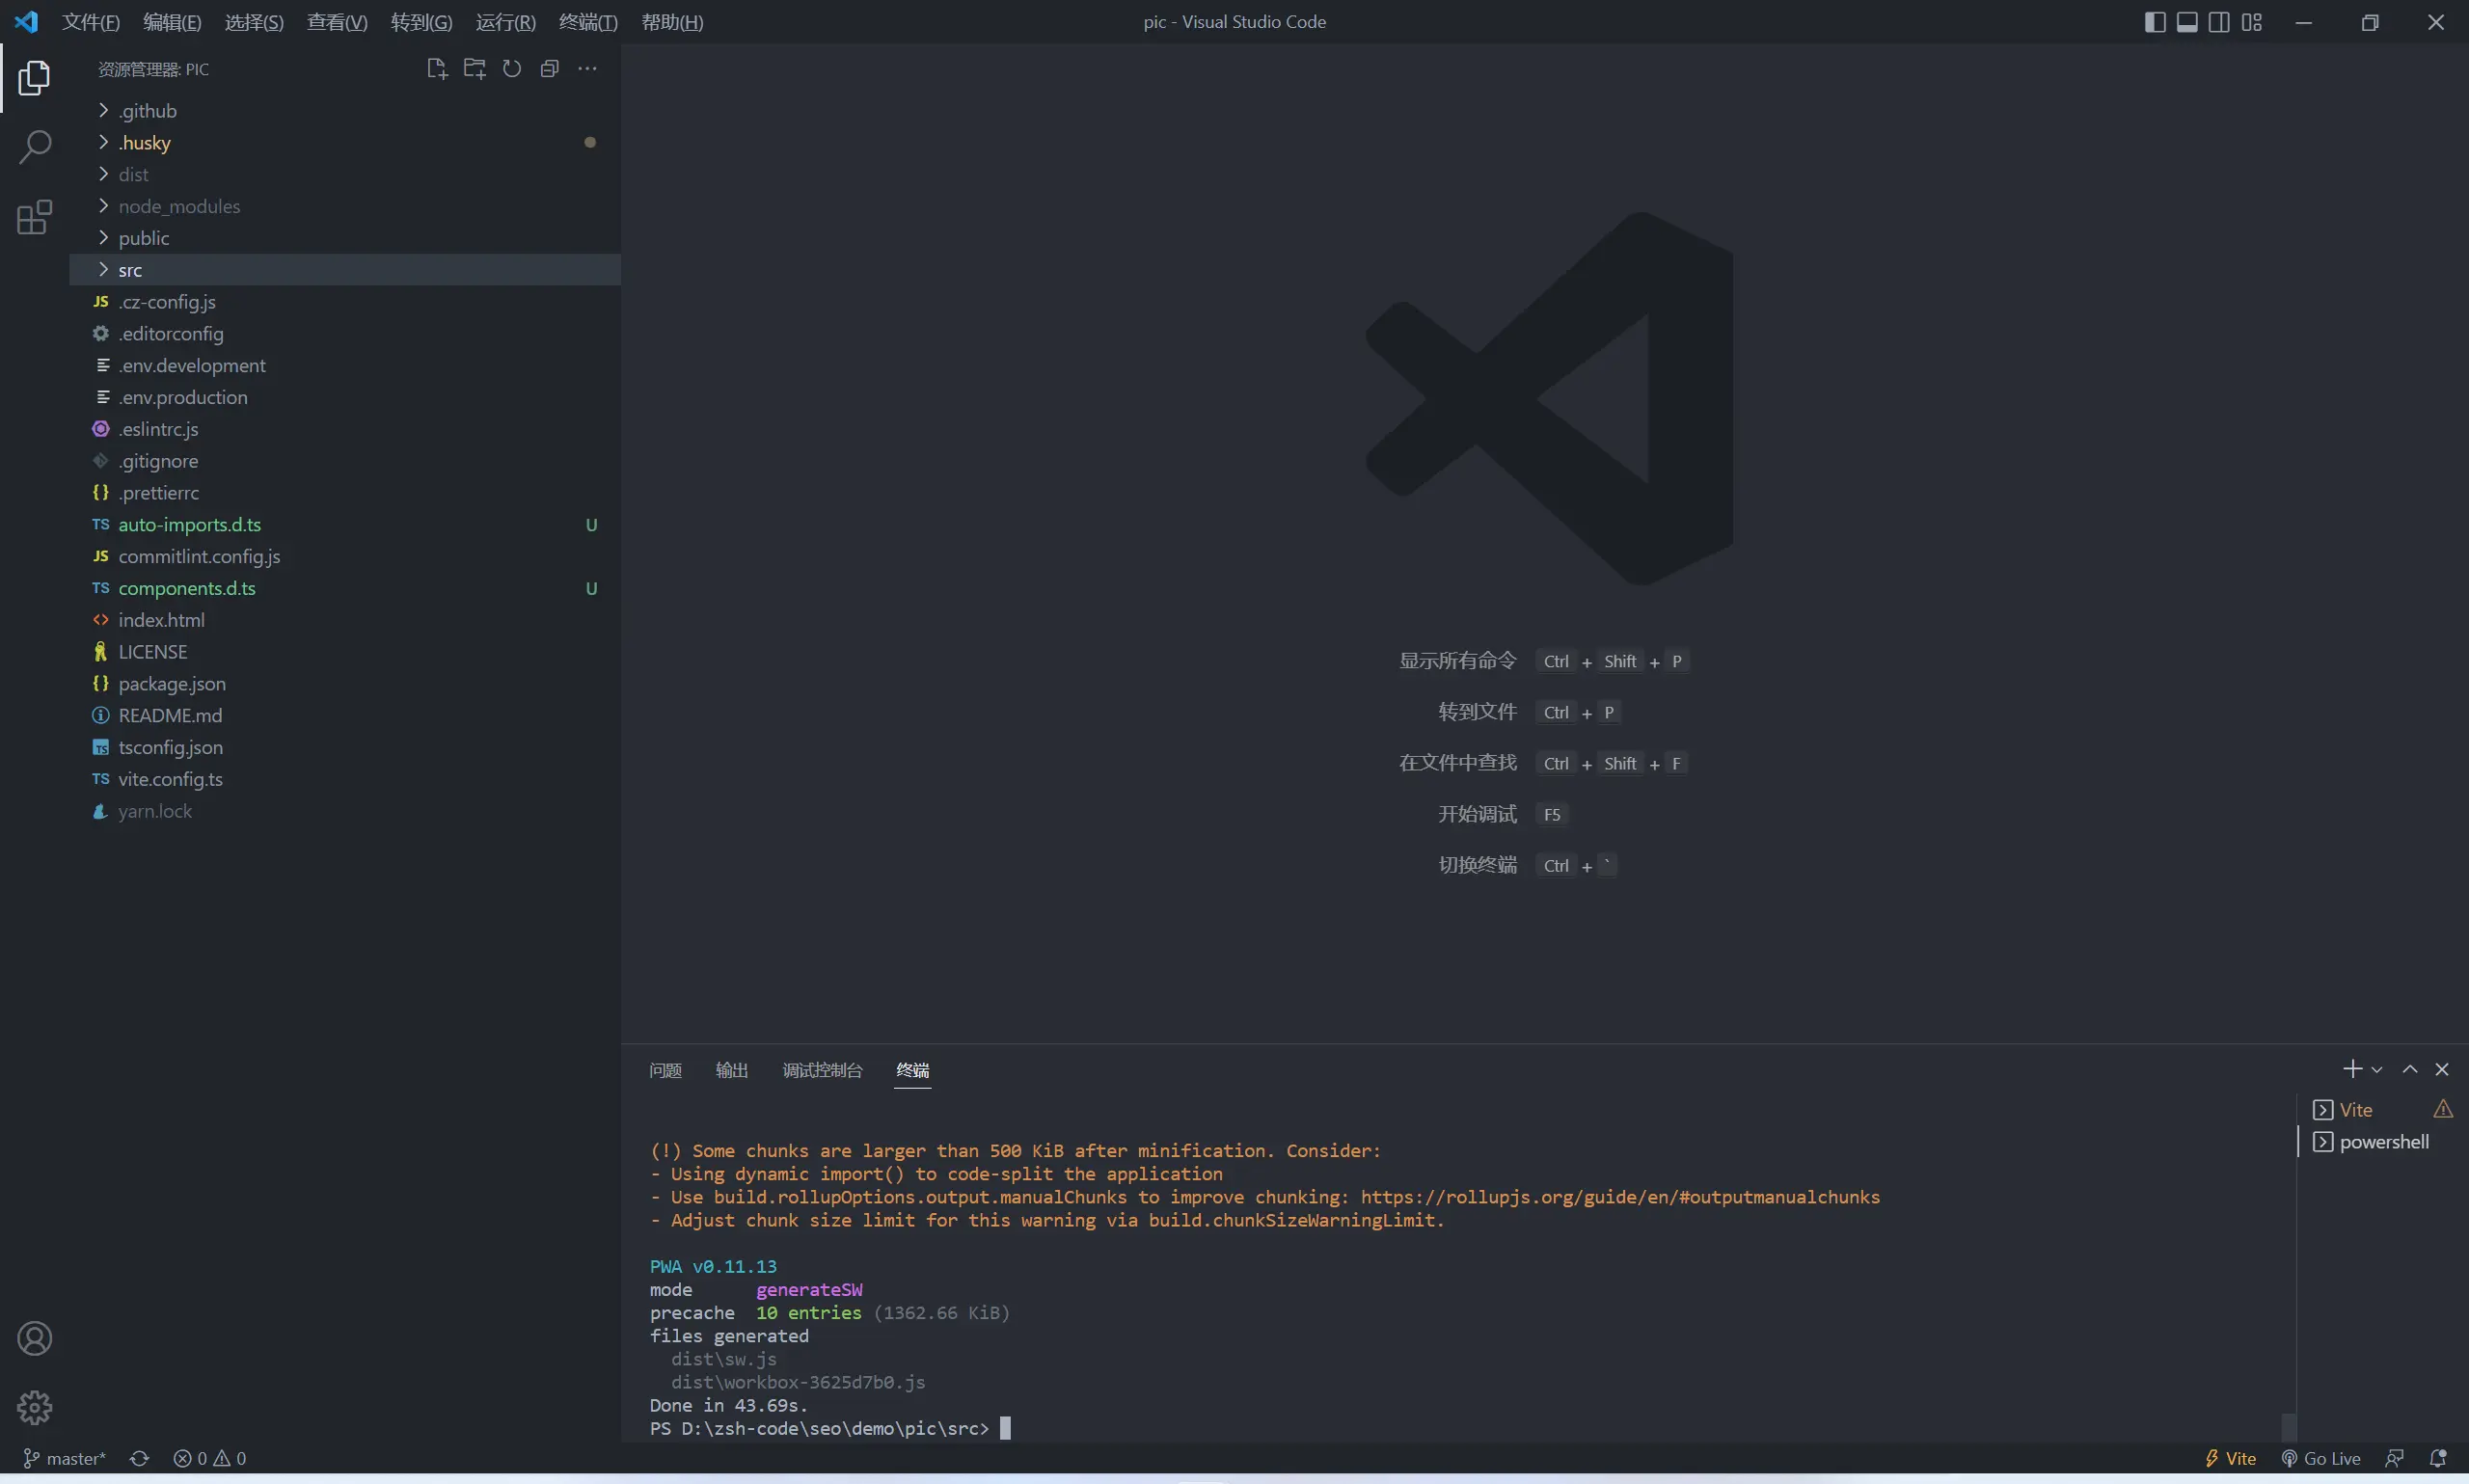 文件(F) 编辑(E) 选择(S) 查看(V) 转到(G) 运行(R) 终端(T) 帮助(H)
pic - Visual Studio Code
资源管理器: PIC
.github
.husky
dist
node_modules
public
src
JS .cz-config.js
.editorconfig
.env.development
.env.production
.eslintrc.js
.gitignore
{} .prettierrc
TS auto-imports.d.ts U
JS commitlint.config.js
TS components.d.ts U
<> index.html
LICENSE
{} package.json
README.md
TS tsconfig.json
TS vite.config.ts
yarn.lock
显示所有命令 Ctrl + Shift + P
转到文件 Ctrl + P
在文件中查找 Ctrl + Shift + F
开始调试 F5
切换终端 Ctrl + `
问题 输出 调试控制台 终端
Vite
powershell
(!) Some chunks are larger than 500 KiB after minification. Consider:
- Using dynamic import() to code-split the application
- Use build.rollupOptions.output.manualChunks to improve chunking: https://rollupjs.org/guide/en/#outputmanualchunks
- Adjust chunk size limit for this warning via build.chunkSizeWarningLimit.
PWA v0.11.13
mode generateSW
precache 10 entries (1362.66 KiB)
files generated
dist\sw.js
dist\workbox-3625d7b0.js
Done in 43.69s.
PS D:\zsh-code\seo\demo\pic\src>
master* 0 0
Vite Go Live